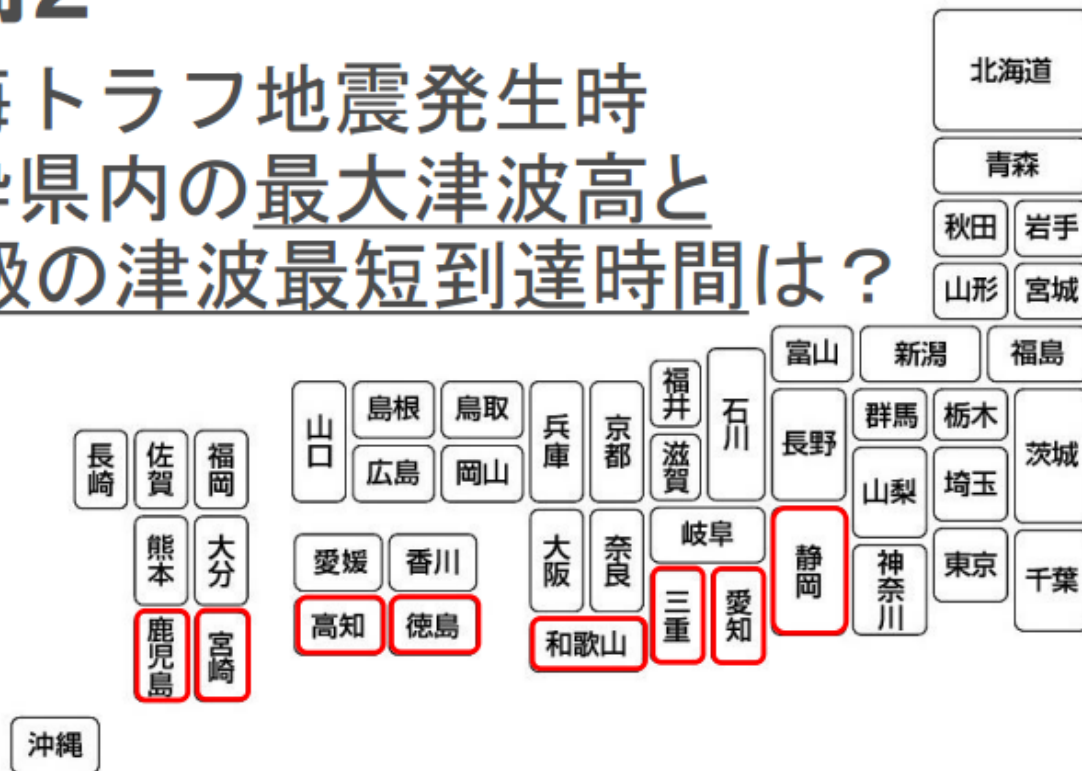 トラフ地震発生時
県内の最大津波高と
の津波最短到達時間は？
北海道
青森
秋田 岩手
山形 宮城
富山 新潟 福島
福井 石川
山口 島根 鳥取 兵庫 京都 長野 群馬 栃木 茨城
長崎 佐賀 福岡 広島 岡山 滋賀 山梨 埼玉
熊本 大分 愛媛 香川 大阪 奈良 岐阜 静岡 神奈川 東京 千葉
鹿児島 宮崎 高知 徳島 和歌山 三重 愛知
沖縄